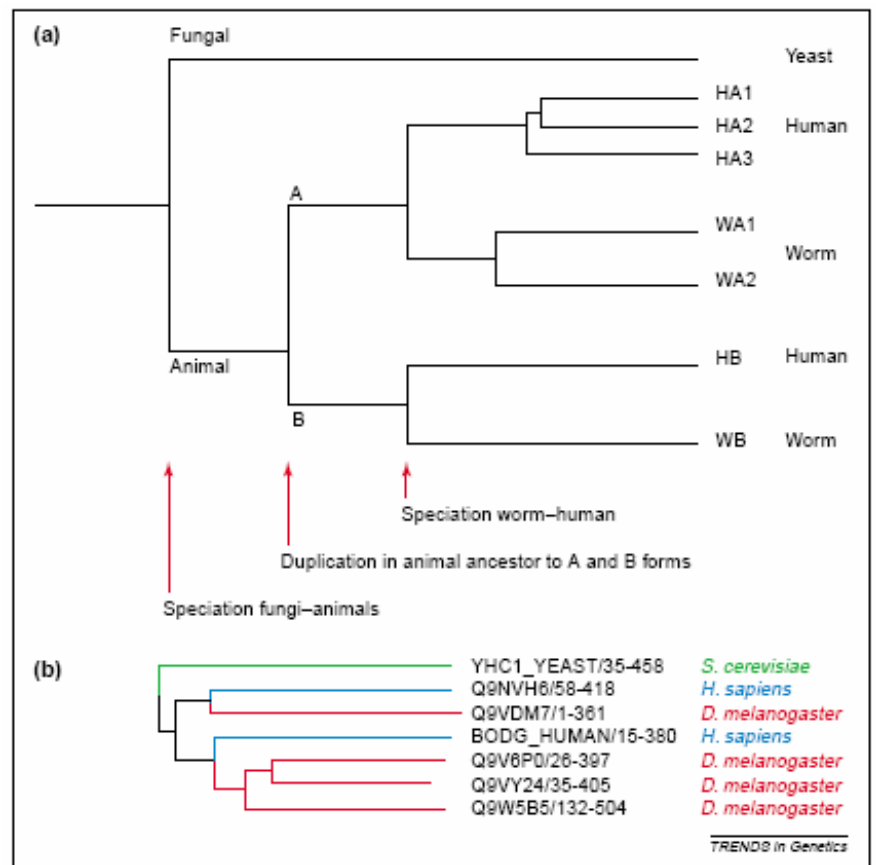 (a)
Fungal
Yeast
HA1
HA2 Human
HA3
A
WA1
Worm
WA2
HB Human
Animal
B
WB Worm
Speciation worm–human
Duplication in animal ancestor to A and B forms
Speciation fungi–animals
(b)
YHC1_YEAST/35-458 S. cerevisiae
Q9NVH6/58-418 H. sapiens
Q9VDM7/1-361 D. melanogaster
BODG_HUMAN/15-380 H. sapiens
Q9V6P0/26-397 D. melanogaster
Q9VY24/35-405 D. melanogaster
Q9W5B5/132-504 D. melanogaster
TRENDS in Genetics